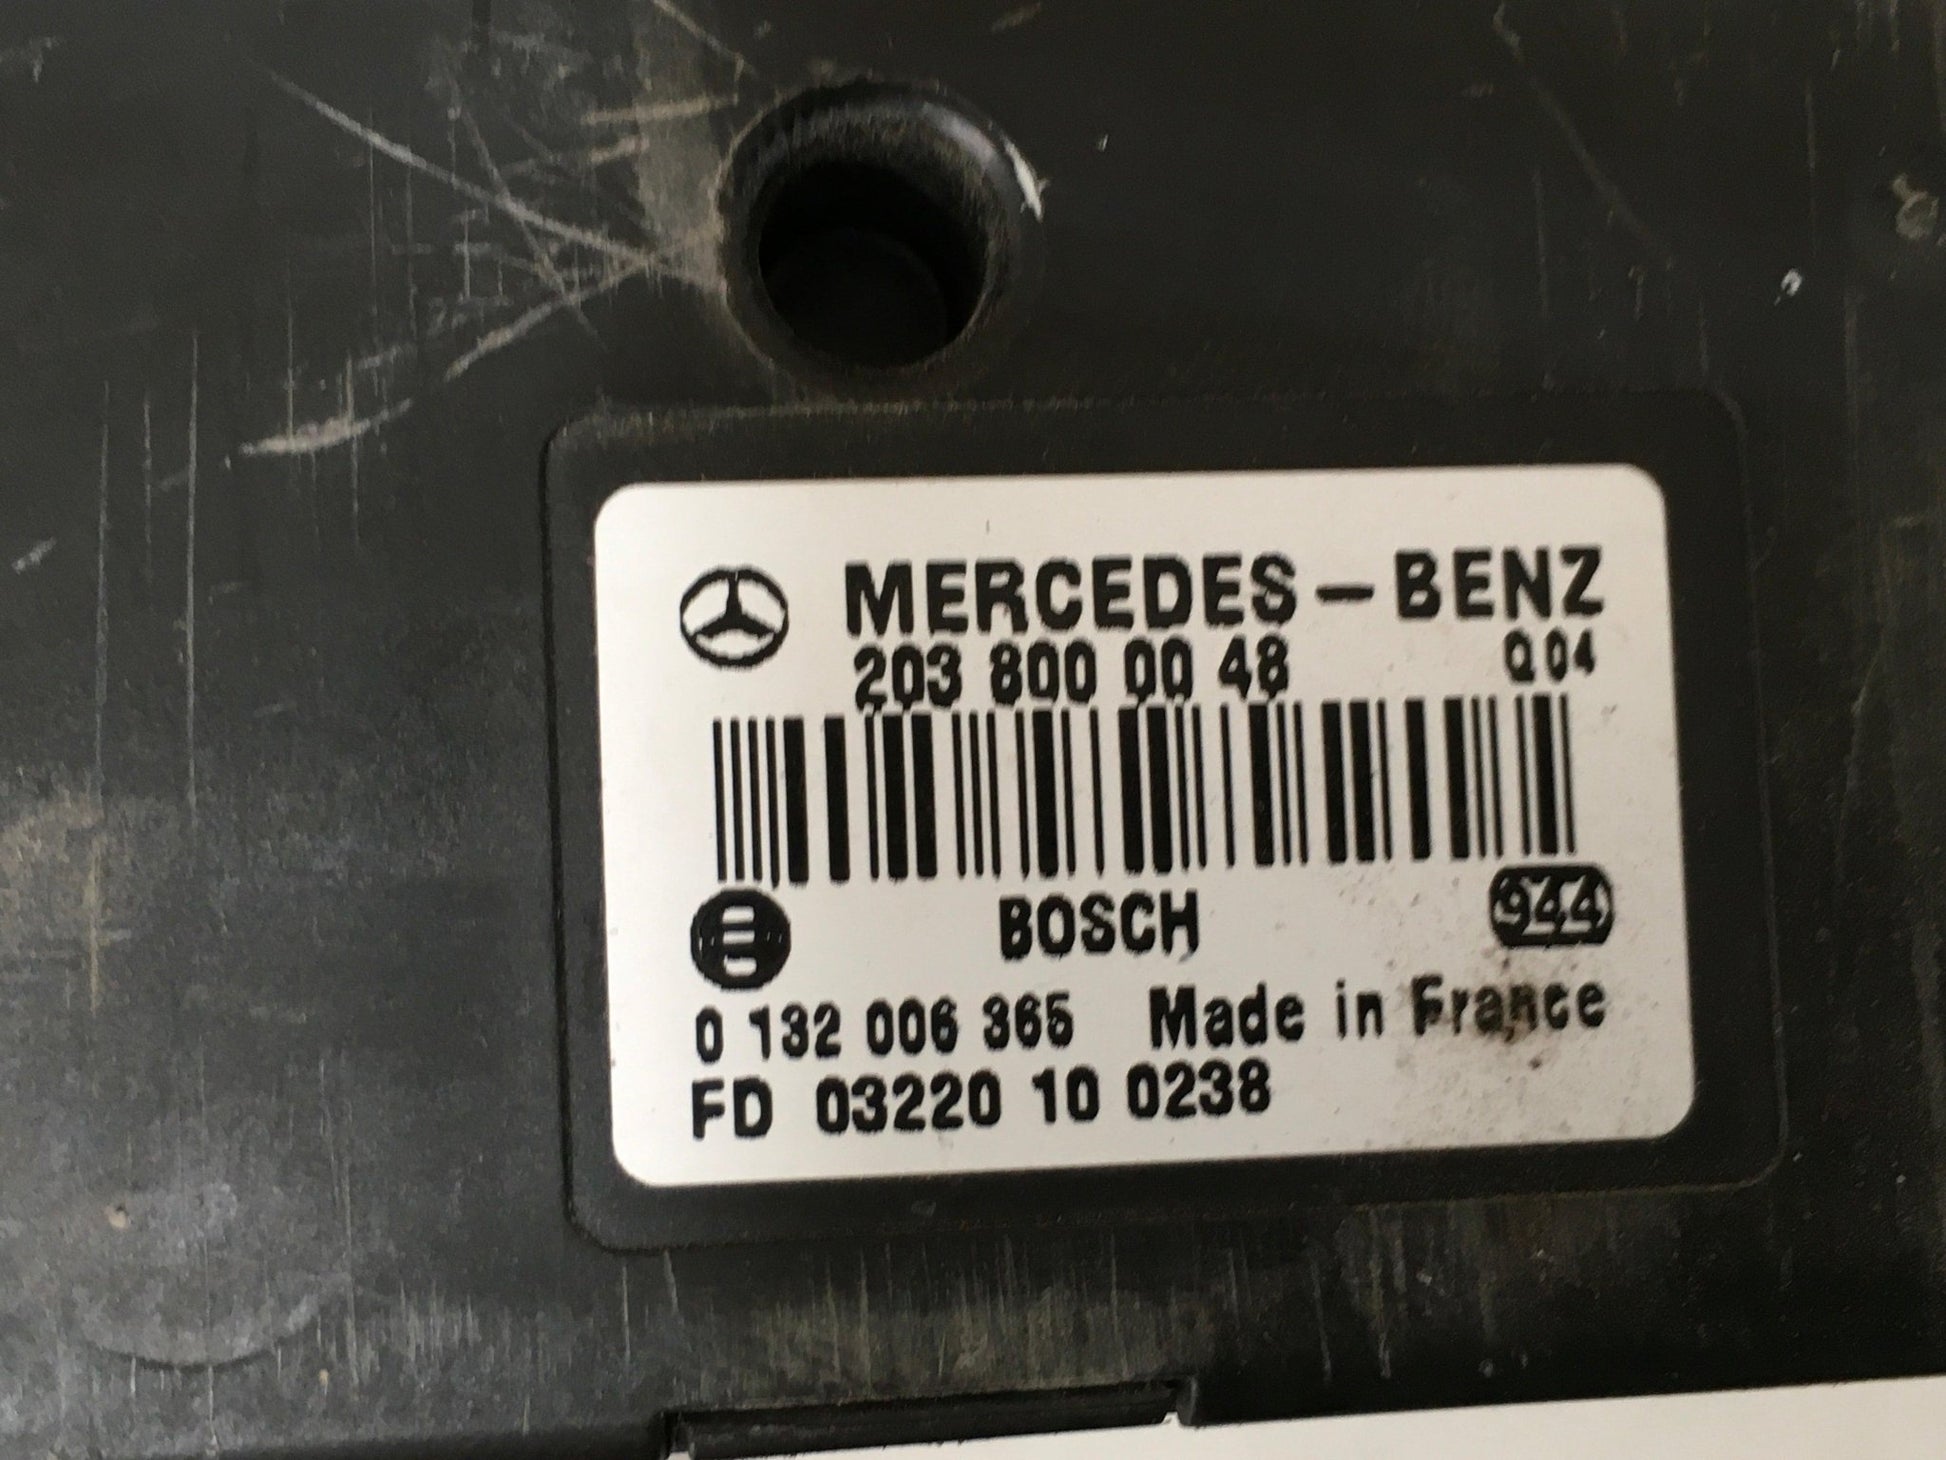 MERCEDES-BENZ
203 800 00 48 Q04
BOSCH 944
0 132 006 365 Made in France
FD 03220 10 0238